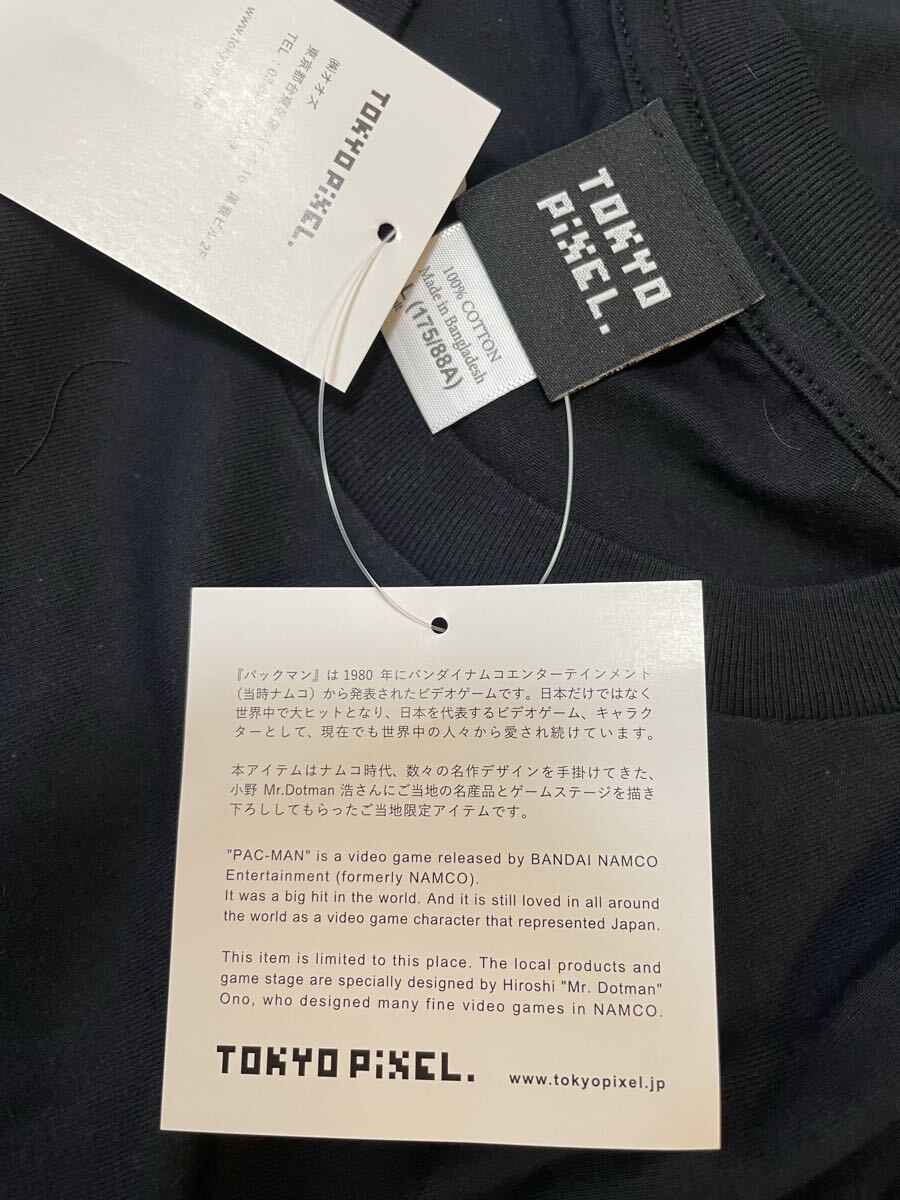 ㈱オオズ
TEL :
TOKYO PiXEL.
TOKYO
PiXEL.
100% COTTON
Made in Bangladesh
L (175/88A)
『パックマン』は1980 年にバンダイナムコエンターテインメント
（当時ナムコ）から発表されたビデオゲームです。日本だけではなく
世界中で大ヒットとなり、日本を代表するビデオゲーム、キャラク
ターとして、現在でも世界中の人々から愛され続けています。
本アイテムはナムコ時代、数々の名作デザインを手掛けてきた、
小野 Mr.Dotman 浩さんにご当地の名産品とゲームステージを描き
下ろししてもらったご当地限定アイテムです。
"PAC-MAN" is a video game released by BANDAI NAMCO
Entertainment (formerly NAMCO).
It was a big hit in the world. And it is still loved in all around
the world as a video game character that represented Japan.
This item is limited to this place. The local products and
game stage are specially designed by Hiroshi "Mr. Dotman"
Ono, who designed many fine video games in NAMCO.
TOKYO PiXEL.
www.tokyopixel.jp